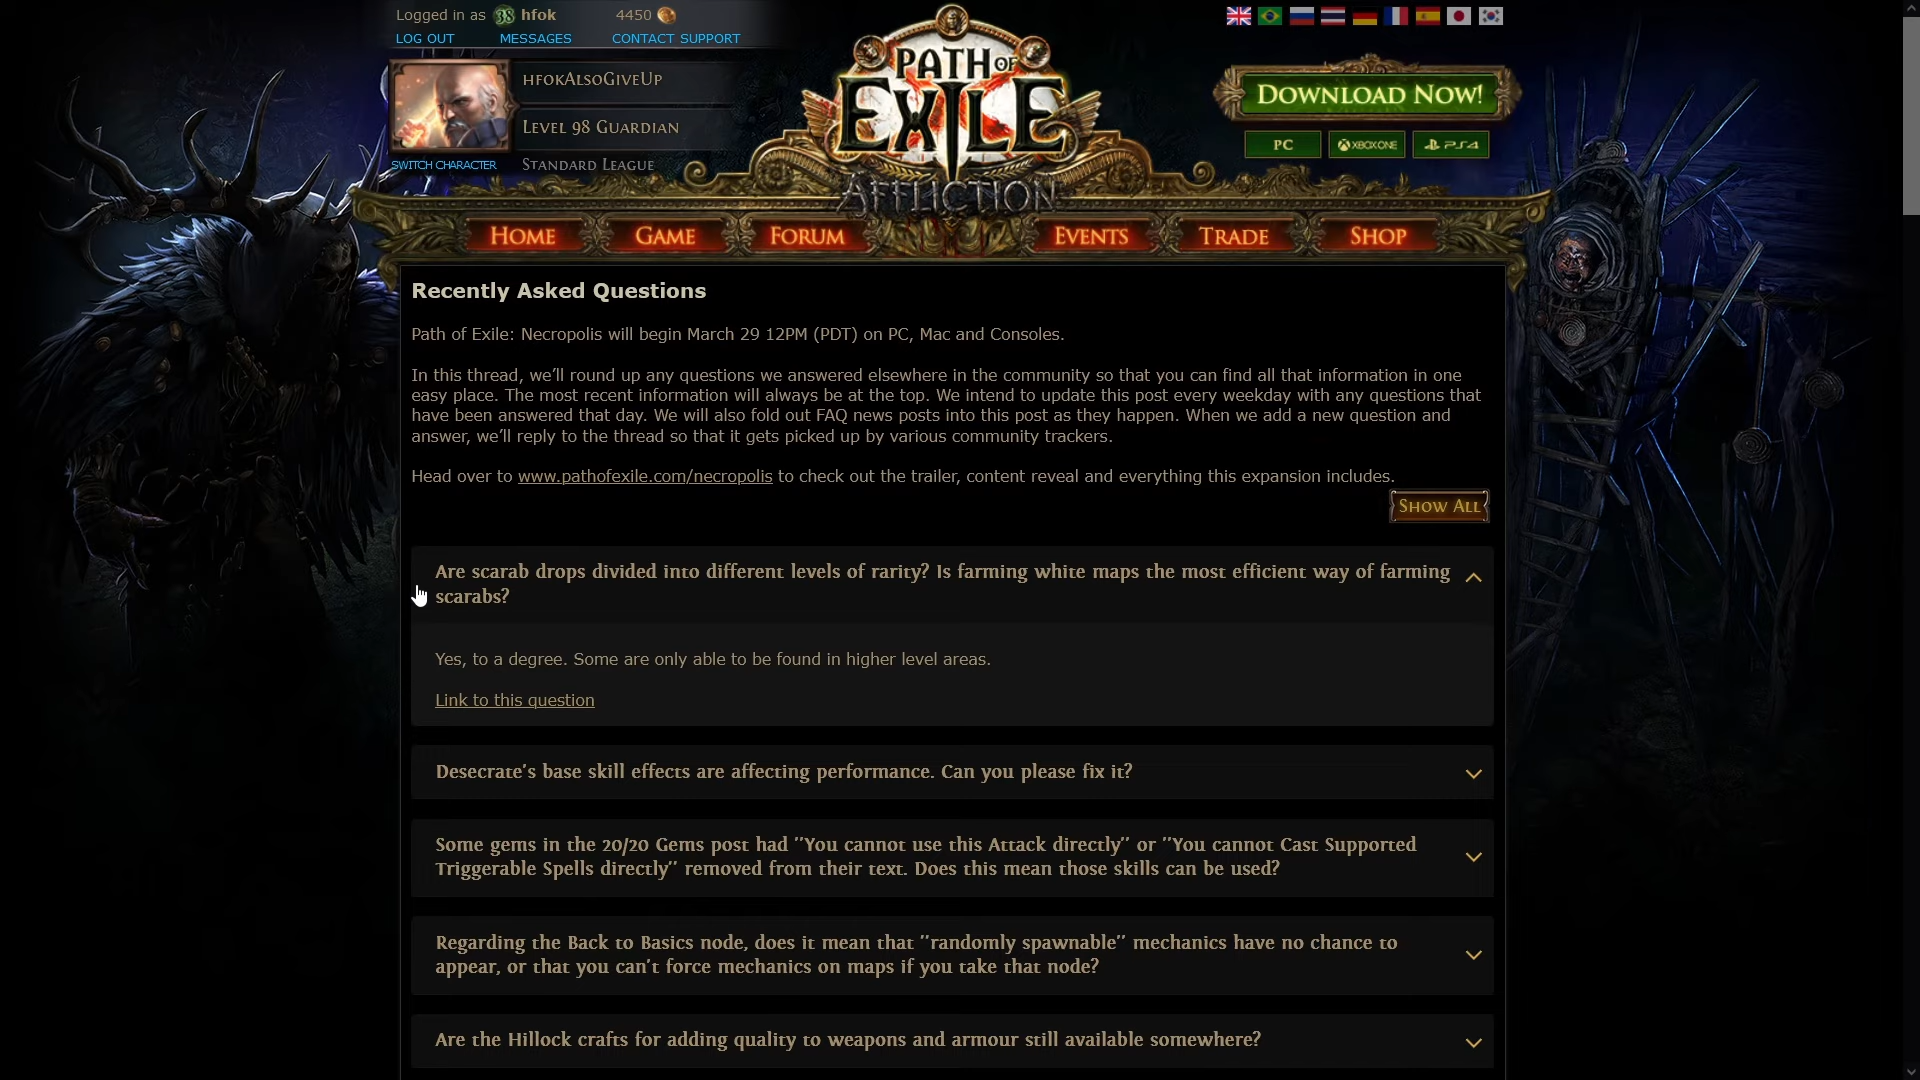 Logged in as 38 hfok 4450
LOG OUT MESSAGES CONTACT SUPPORT
hfokAlsoGiveUp
Level 98 Guardian
SWITCH CHARACTER Standard League
PATH OF
EXILE
AFFLICTION
Download Now!
PC XBOX ONE PS4
Home Game Forum Events Trade Shop
Recently Asked Questions
Path of Exile: Necropolis will begin March 29 12PM (PDT) on PC, Mac and Consoles.
In this thread, we’ll round up any questions we answered elsewhere in the community so that you can find all that information in one
easy place. The most recent information will always be at the top. We intend to update this post every weekday with any questions that
have been answered that day. We will also fold out FAQ news posts into this post as they happen. When we add a new question and
answer, we’ll reply to the thread so that it gets picked up by various community trackers.
Head over to www.pathofexile.com/necropolis to check out the trailer, content reveal and everything this expansion includes.
Show All
Are scarab drops divided into different levels of rarity? Is farming white maps the most efficient way of farming
scarabs?
Yes, to a degree. Some are only able to be found in higher level areas.
Link to this question
Desecrate's base skill effects are affecting performance. Can you please fix it?
Some gems in the 20/20 Gems post had "You cannot use this Attack directly" or "You cannot Cast Supported
Triggerable Spells directly" removed from their text. Does this mean those skills can be used?
Regarding the Back to Basics node, does it mean that "randomly spawnable" mechanics have no chance to
appear, or that you can't force mechanics on maps if you take that node?
Are the Hillock crafts for adding quality to weapons and armour still available somewhere?